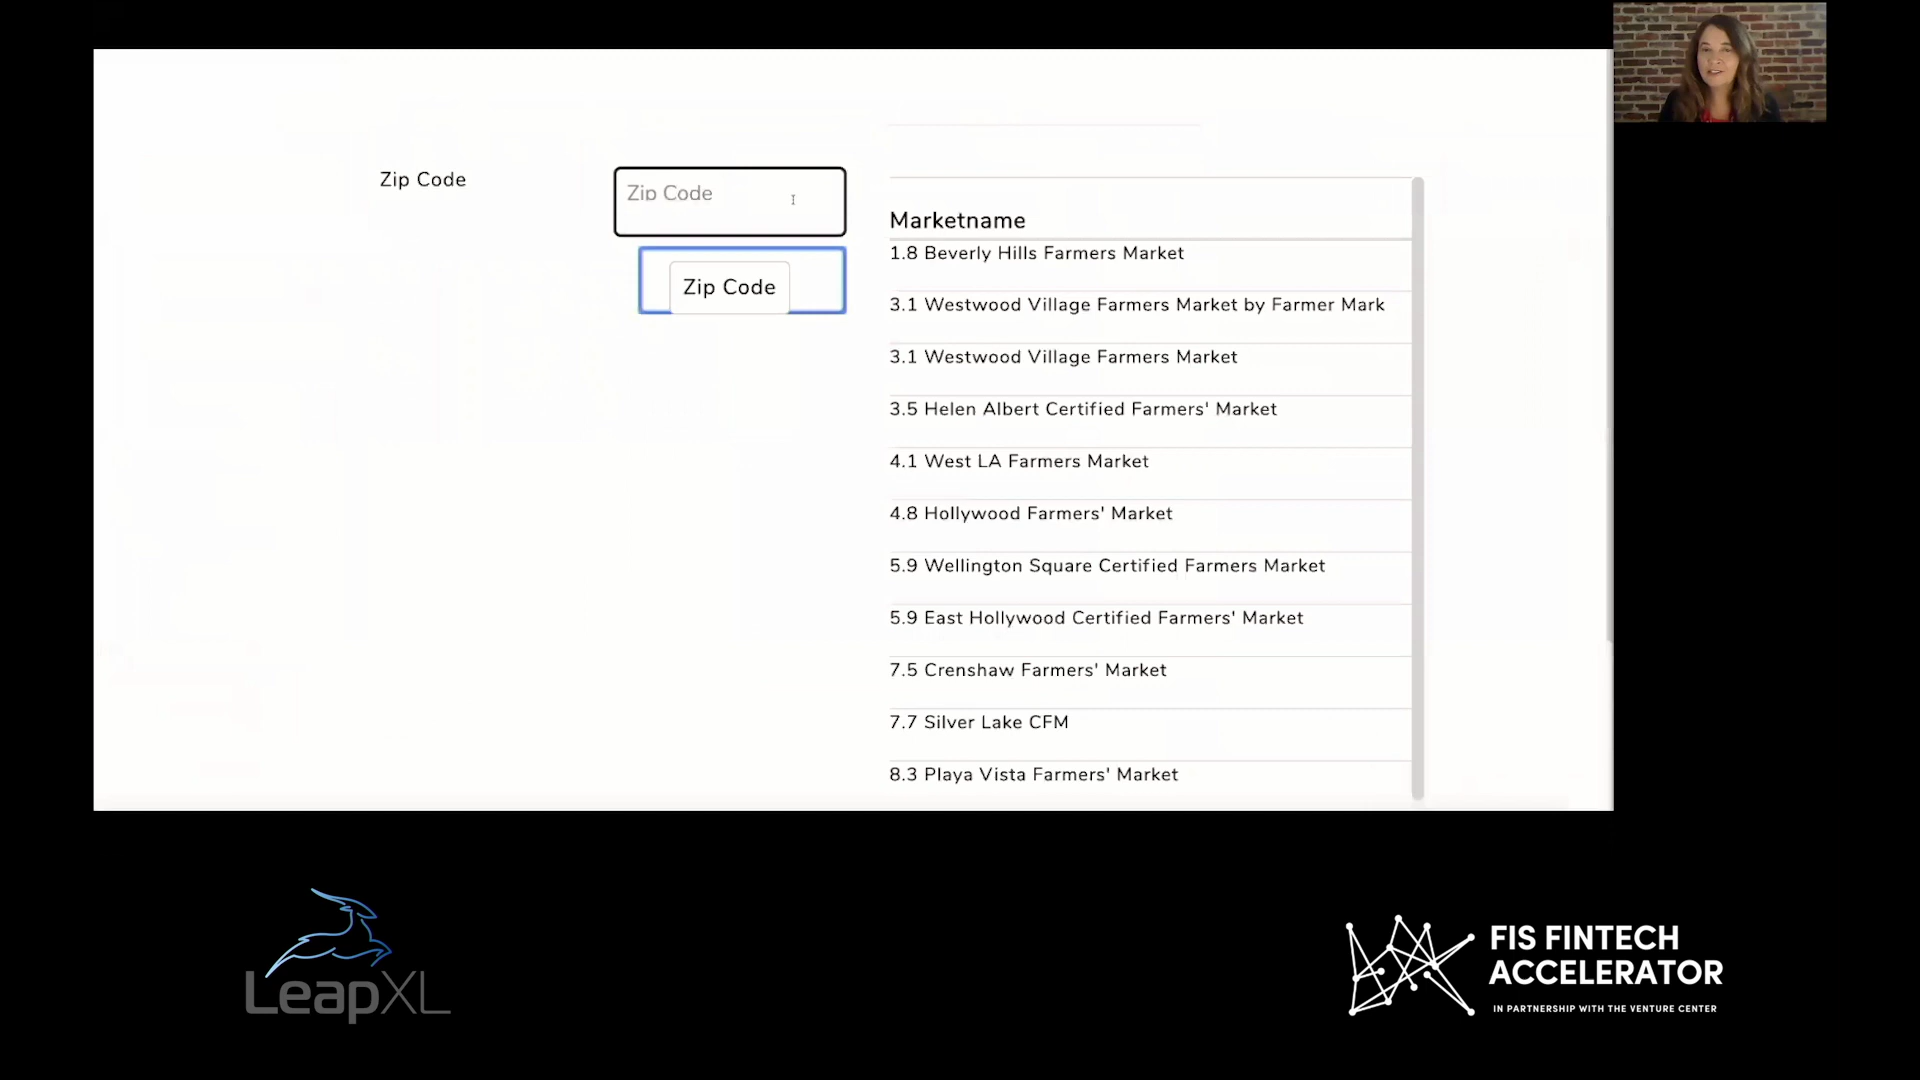 Zip Code
Zip Code
Zip Code
Marketname
1.8 Beverly Hills Farmers Market
3.1 Westwood Village Farmers Market by Farmer Mark
3.1 Westwood Village Farmers Market
3.5 Helen Albert Certified Farmers' Market
4.1 West LA Farmers Market
4.8 Hollywood Farmers' Market
5.9 Wellington Square Certified Farmers Market
5.9 East Hollywood Certified Farmers' Market
7.5 Crenshaw Farmers' Market
7.7 Silver Lake CFM
8.3 Playa Vista Farmers' Market
LeapXL
FIS FINTECH
ACCELERATOR
IN PARTNERSHIP WITH THE VENTURE CENTER